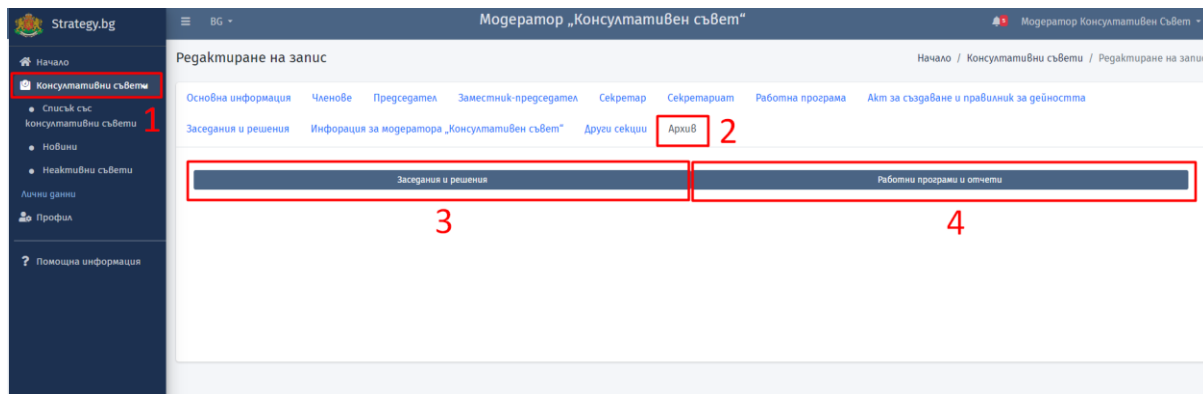 Strategy.bg
BG
Модератор „Консултативен съвет“
Модератор Консултативен Съвет
Начало
Консултативни съвети
1
Списък със
консултативни съвети
Новини
Неактивни съвети
Лични данни
Профил
? Помощна информация
Редактиране на запис
Начало / Консултативни съвети / Редактиране на запис
Основна информация Членове Председател Заместник-председател Секретар Секретариат Работна програма Акт за създаване и правилник за дейността
Заседания и решения Инфорация за модератора „Консултативен съвет“ Други секции Архив 2
Заседания и решения Работни програми и отчети
3 4